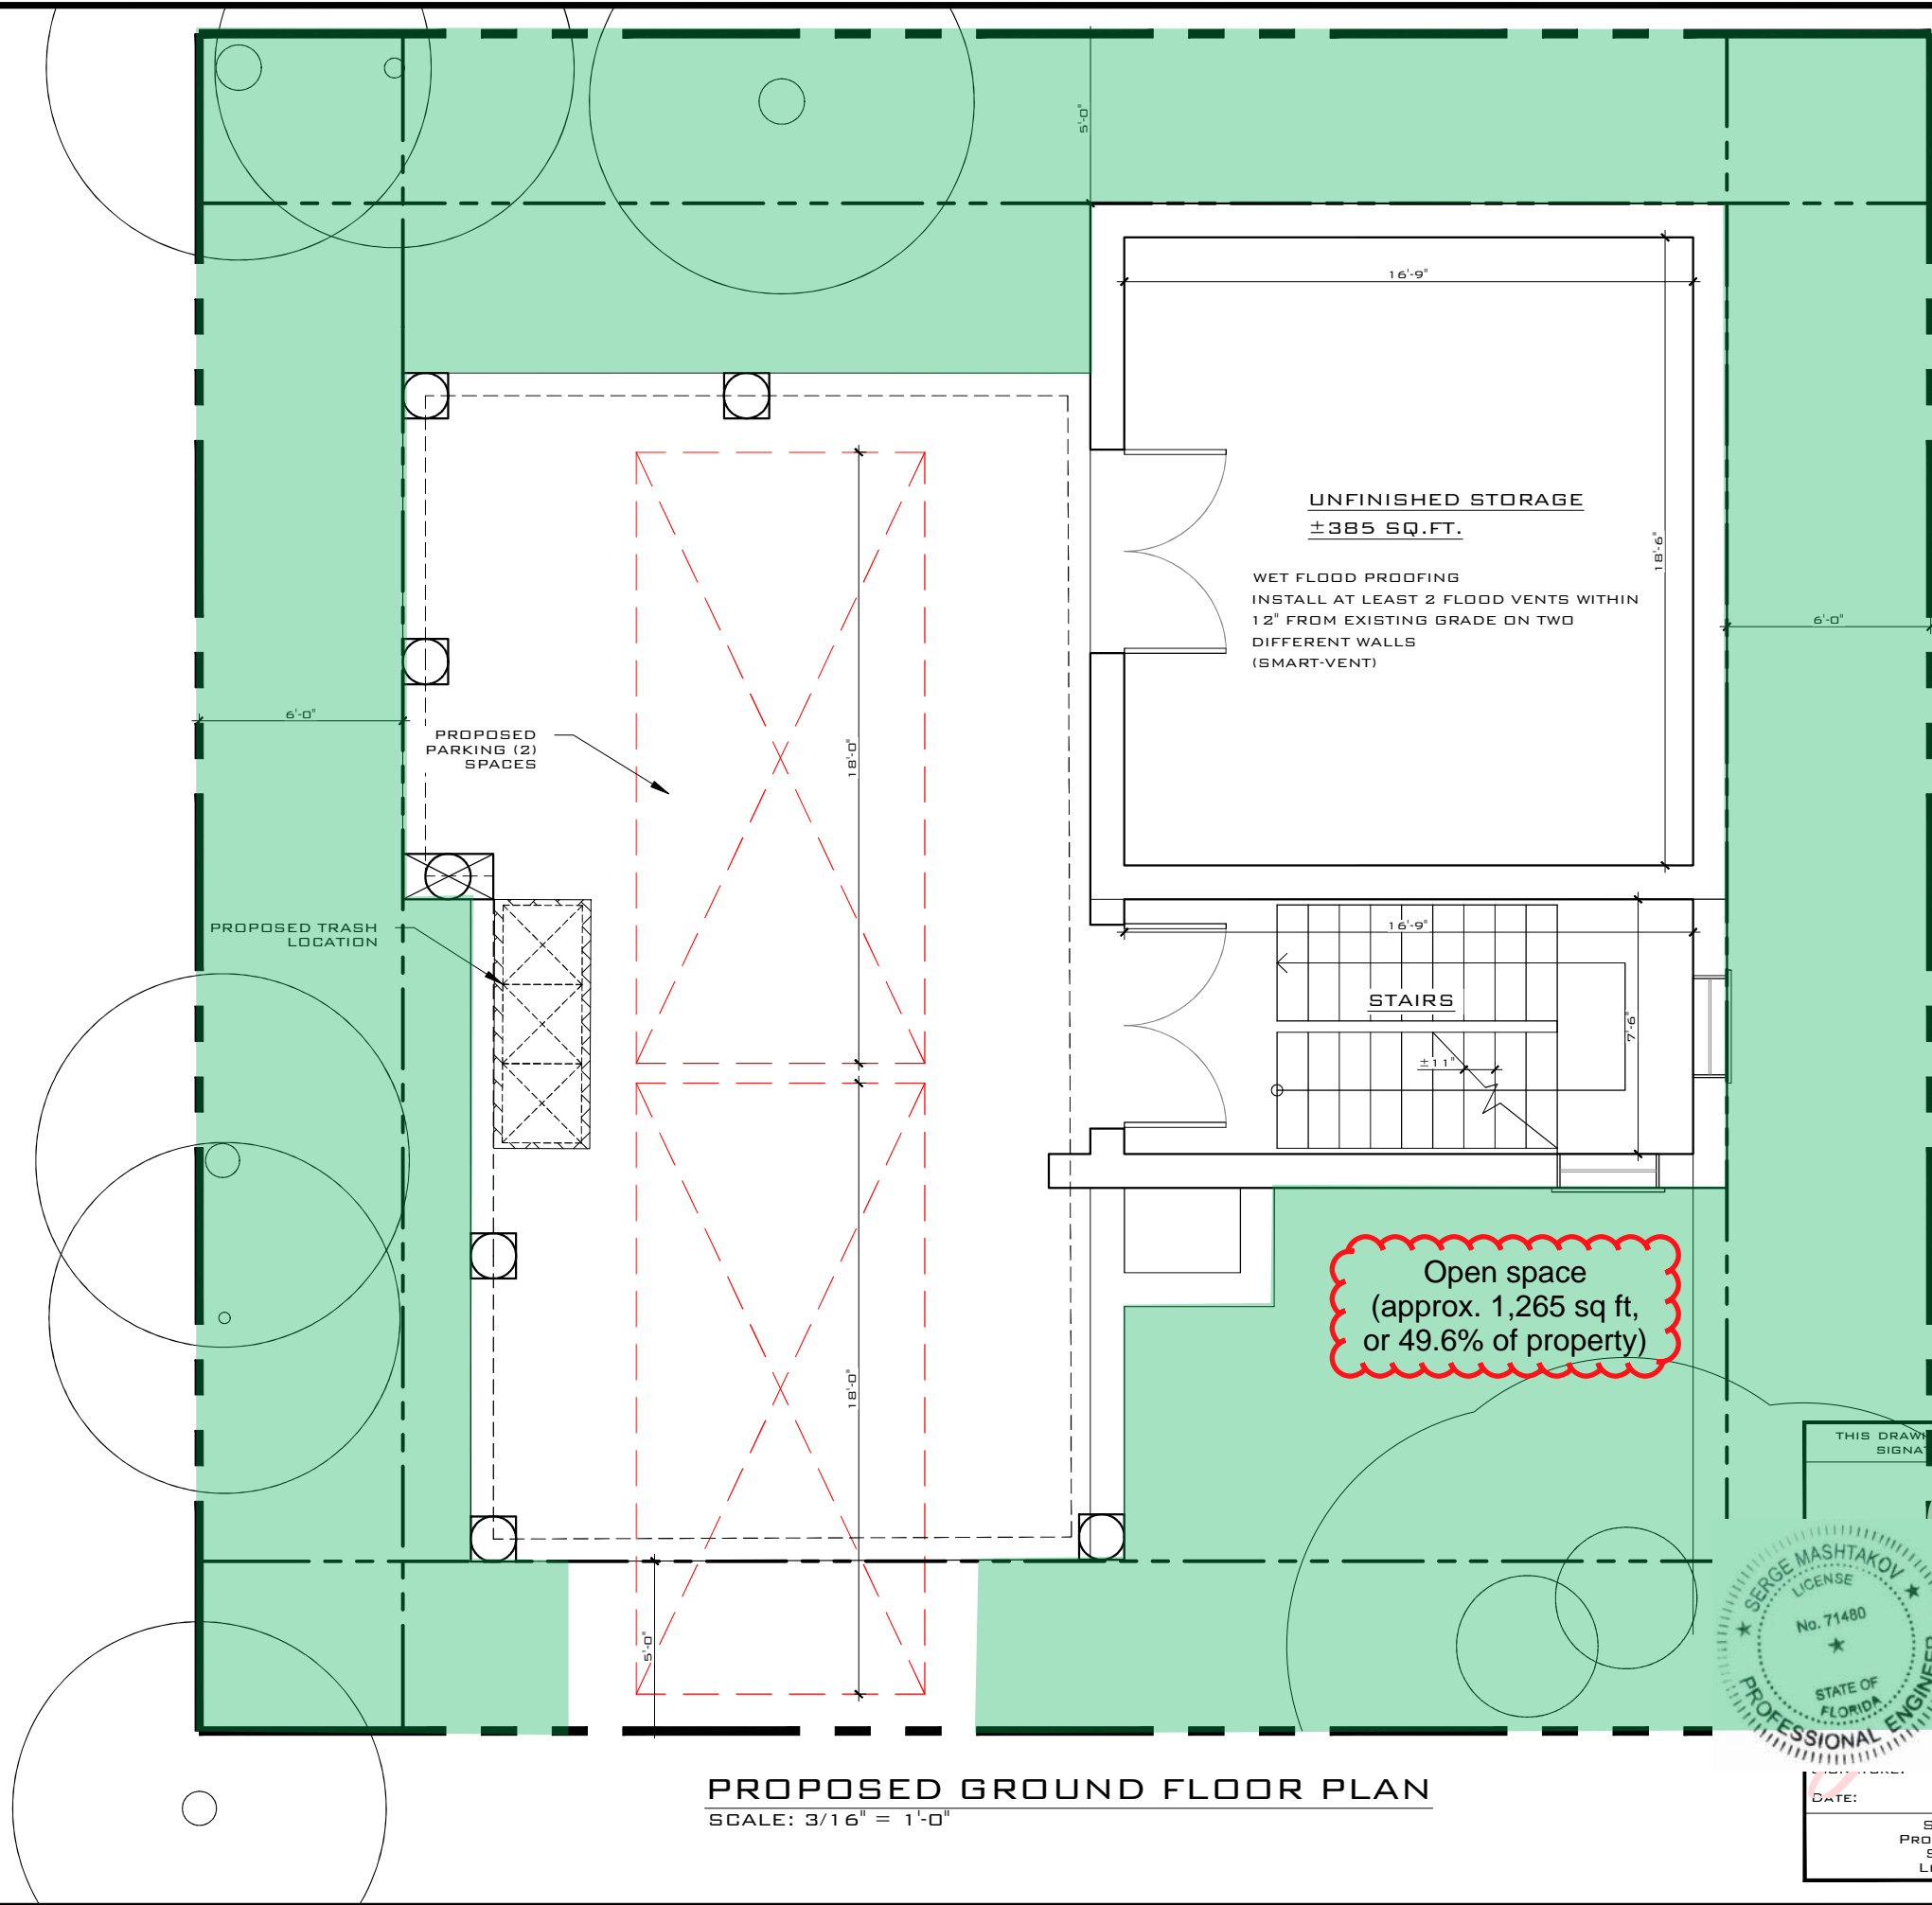 5'-0"
16'-9"
UNFINISHED STORAGE
±385 SQ.FT.
18'-6"
WET FLOOD PROOFING
INSTALL AT LEAST 2 FLOOD VENTS WITHIN
12" FROM EXISTING GRADE ON TWO
DIFFERENT WALLS
(SMART-VENT)
6'-0"
6'-0"
PROPOSED
PARKING (2)
SPACES
18'-0"
PROPOSED TRASH
LOCATION
16'-9"
STAIRS
7'-6"
±11"
Open space
(approx. 1,265 sq ft,
or 49.6% of property)
18'-0"
THIS DRAWI
SIGNAT
SERGE MASHTAKOV
LICENSE
No. 71480
STATE OF
FLORIDA
PROFESSIONAL ENGINEER
5'-0"
PROPOSED GROUND FLOOR PLAN
SCALE: 3/16" = 1'-0"
DATE:
S
PRO
S
LI